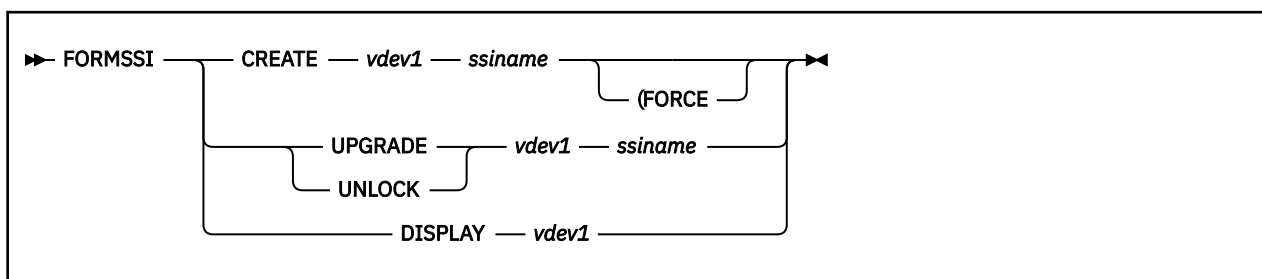 FORMSSI CREATE vdev1 ssiname
(FORCE
UPGRADE vdev1 ssiname
UNLOCK
DISPLAY vdev1